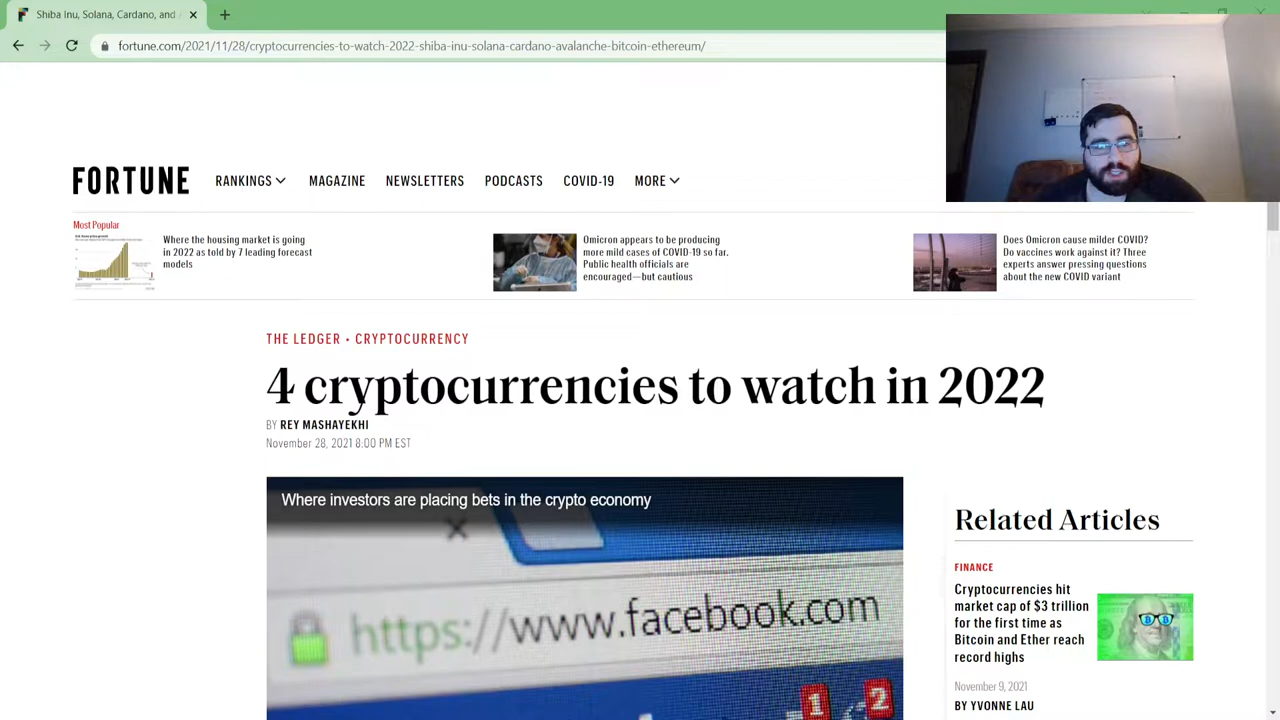 Shiba Inu, Solana, Cardano, and
fortune.com/2021/11/28/cryptocurrencies-to-watch-2022-shiba-inu-solana-cardano-avalanche-bitcoin-ethereum/
FORTUNE
RANKINGS
MAGAZINE
NEWSLETTERS
PODCASTS
COVID-19
MORE
Most Popular
Where the housing market is going
in 2022 as told by 7 leading forecast
models
Omicron appears to be producing
more mild cases of COVID-19 so far.
Public health officials are
encouraged—but cautious
Does Omicron cause milder COVID?
Do vaccines work against it? Three
experts answer pressing questions
about the new COVID variant
THE LEDGER • CRYPTOCURRENCY
4 cryptocurrencies to watch in 2022
BY REY MASHAYEKHI
November 28, 2021 8:00 PM EST
Where investors are placing bets in the crypto economy
/www.facebook.com
1
2
Related Articles
FINANCE
Cryptocurrencies hit
market cap of $3 trillion
for the first time as
Bitcoin and Ether reach
record highs
November 9, 2021
BY YVONNE LAU